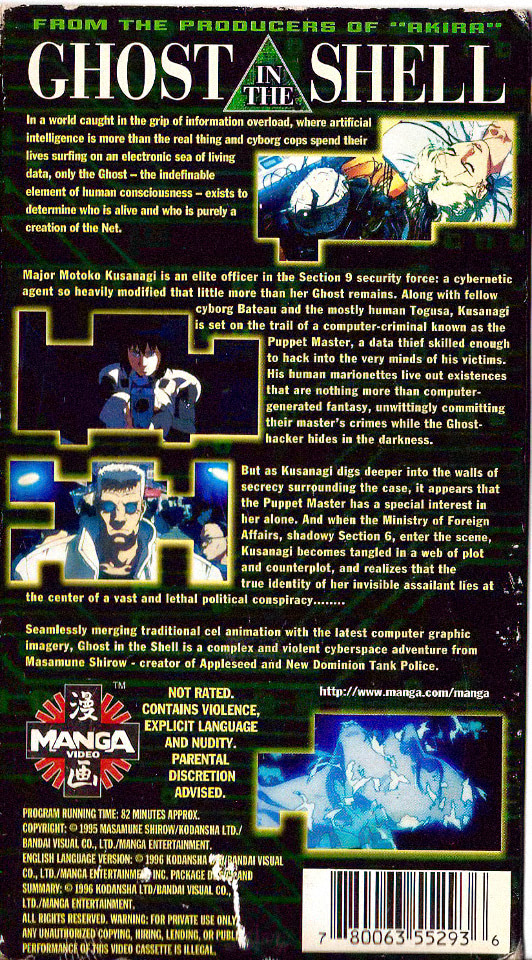 FROM THE PRODUCERS OF "AKIRA"
GHOST IN THE SHELL
In a world caught in the grip of information overload, where artificial
intelligence is more than the real thing and cyborg cops spend their
lives surfing on an electronic sea of living
data, only the Ghost – the indefinable
element of human consciousness – exists to
determine who is alive and who is purely a
creation of the Net.
Major Motoko Kusanagi is an elite officer in the Section 9 security force: a cybernetic
agent so heavily modified that little more than her Ghost remains. Along with fellow
cyborg Bateau and the mostly human Togusa, Kusanagi
is set on the trail of a computer-criminal known as the
Puppet Master, a data thief skilled enough
to hack into the very minds of his victims.
His human marionettes live out existences
that are nothing more than computer-
generated fantasy, unwittingly committing
their master's crimes while the Ghost-
hacker hides in the darkness.
But as Kusanagi digs deeper into the walls of
secrecy surrounding the case, it appears that
the Puppet Master has a special interest in
her alone. And when the Ministry of Foreign
Affairs, shadowy Section 6, enter the scene,
Kusanagi becomes tangled in a web of plot
and counterplot, and realizes that the
true identity of her invisible assailant lies at
the center of a vast and lethal political conspiracy........
Seamlessly merging traditional cel animation with the latest computer graphic
imagery, Ghost in the Shell is a complex and violent cyberspace adventure from
Masamune Shirow - creator of Appleseed and New Dominion Tank Police.
漫
MANGA
VIDEO
画
TM
NOT RATED.
CONTAINS VIOLENCE,
EXPLICIT LANGUAGE
AND NUDITY.
PARENTAL
DISCRETION
ADVISED.
http://www.manga.com/manga
PROGRAM RUNNING TIME: 82 MINUTES APPROX.
COPYRIGHT: © 1995 MASAMUNE SHIROW/KODANSHA LTD./
BANDAI VISUAL CO., LTD./MANGA ENTERTAINMENT.
ENGLISH LANGUAGE VERSION: © 1996 KODANSHA /BANDAI VISUAL
CO., LTD./MANGA ENTERTAINMENT INC. PACKAGE AND
SUMMARY: © 1996 KODANSHA LTD/BANDAI VISUAL CO.,
LTD./MANGA ENTERTAINMENT.
ALL RIGHTS RESERVED. WARNING: FOR PRIVATE USE ONLY
ANY UNAUTHORIZED COPYING, HIRING, LENDING, OR
PERFORMANCE OF THIS VIDEO CASSETTE IS ILLEGAL.
7 80063 55293 6